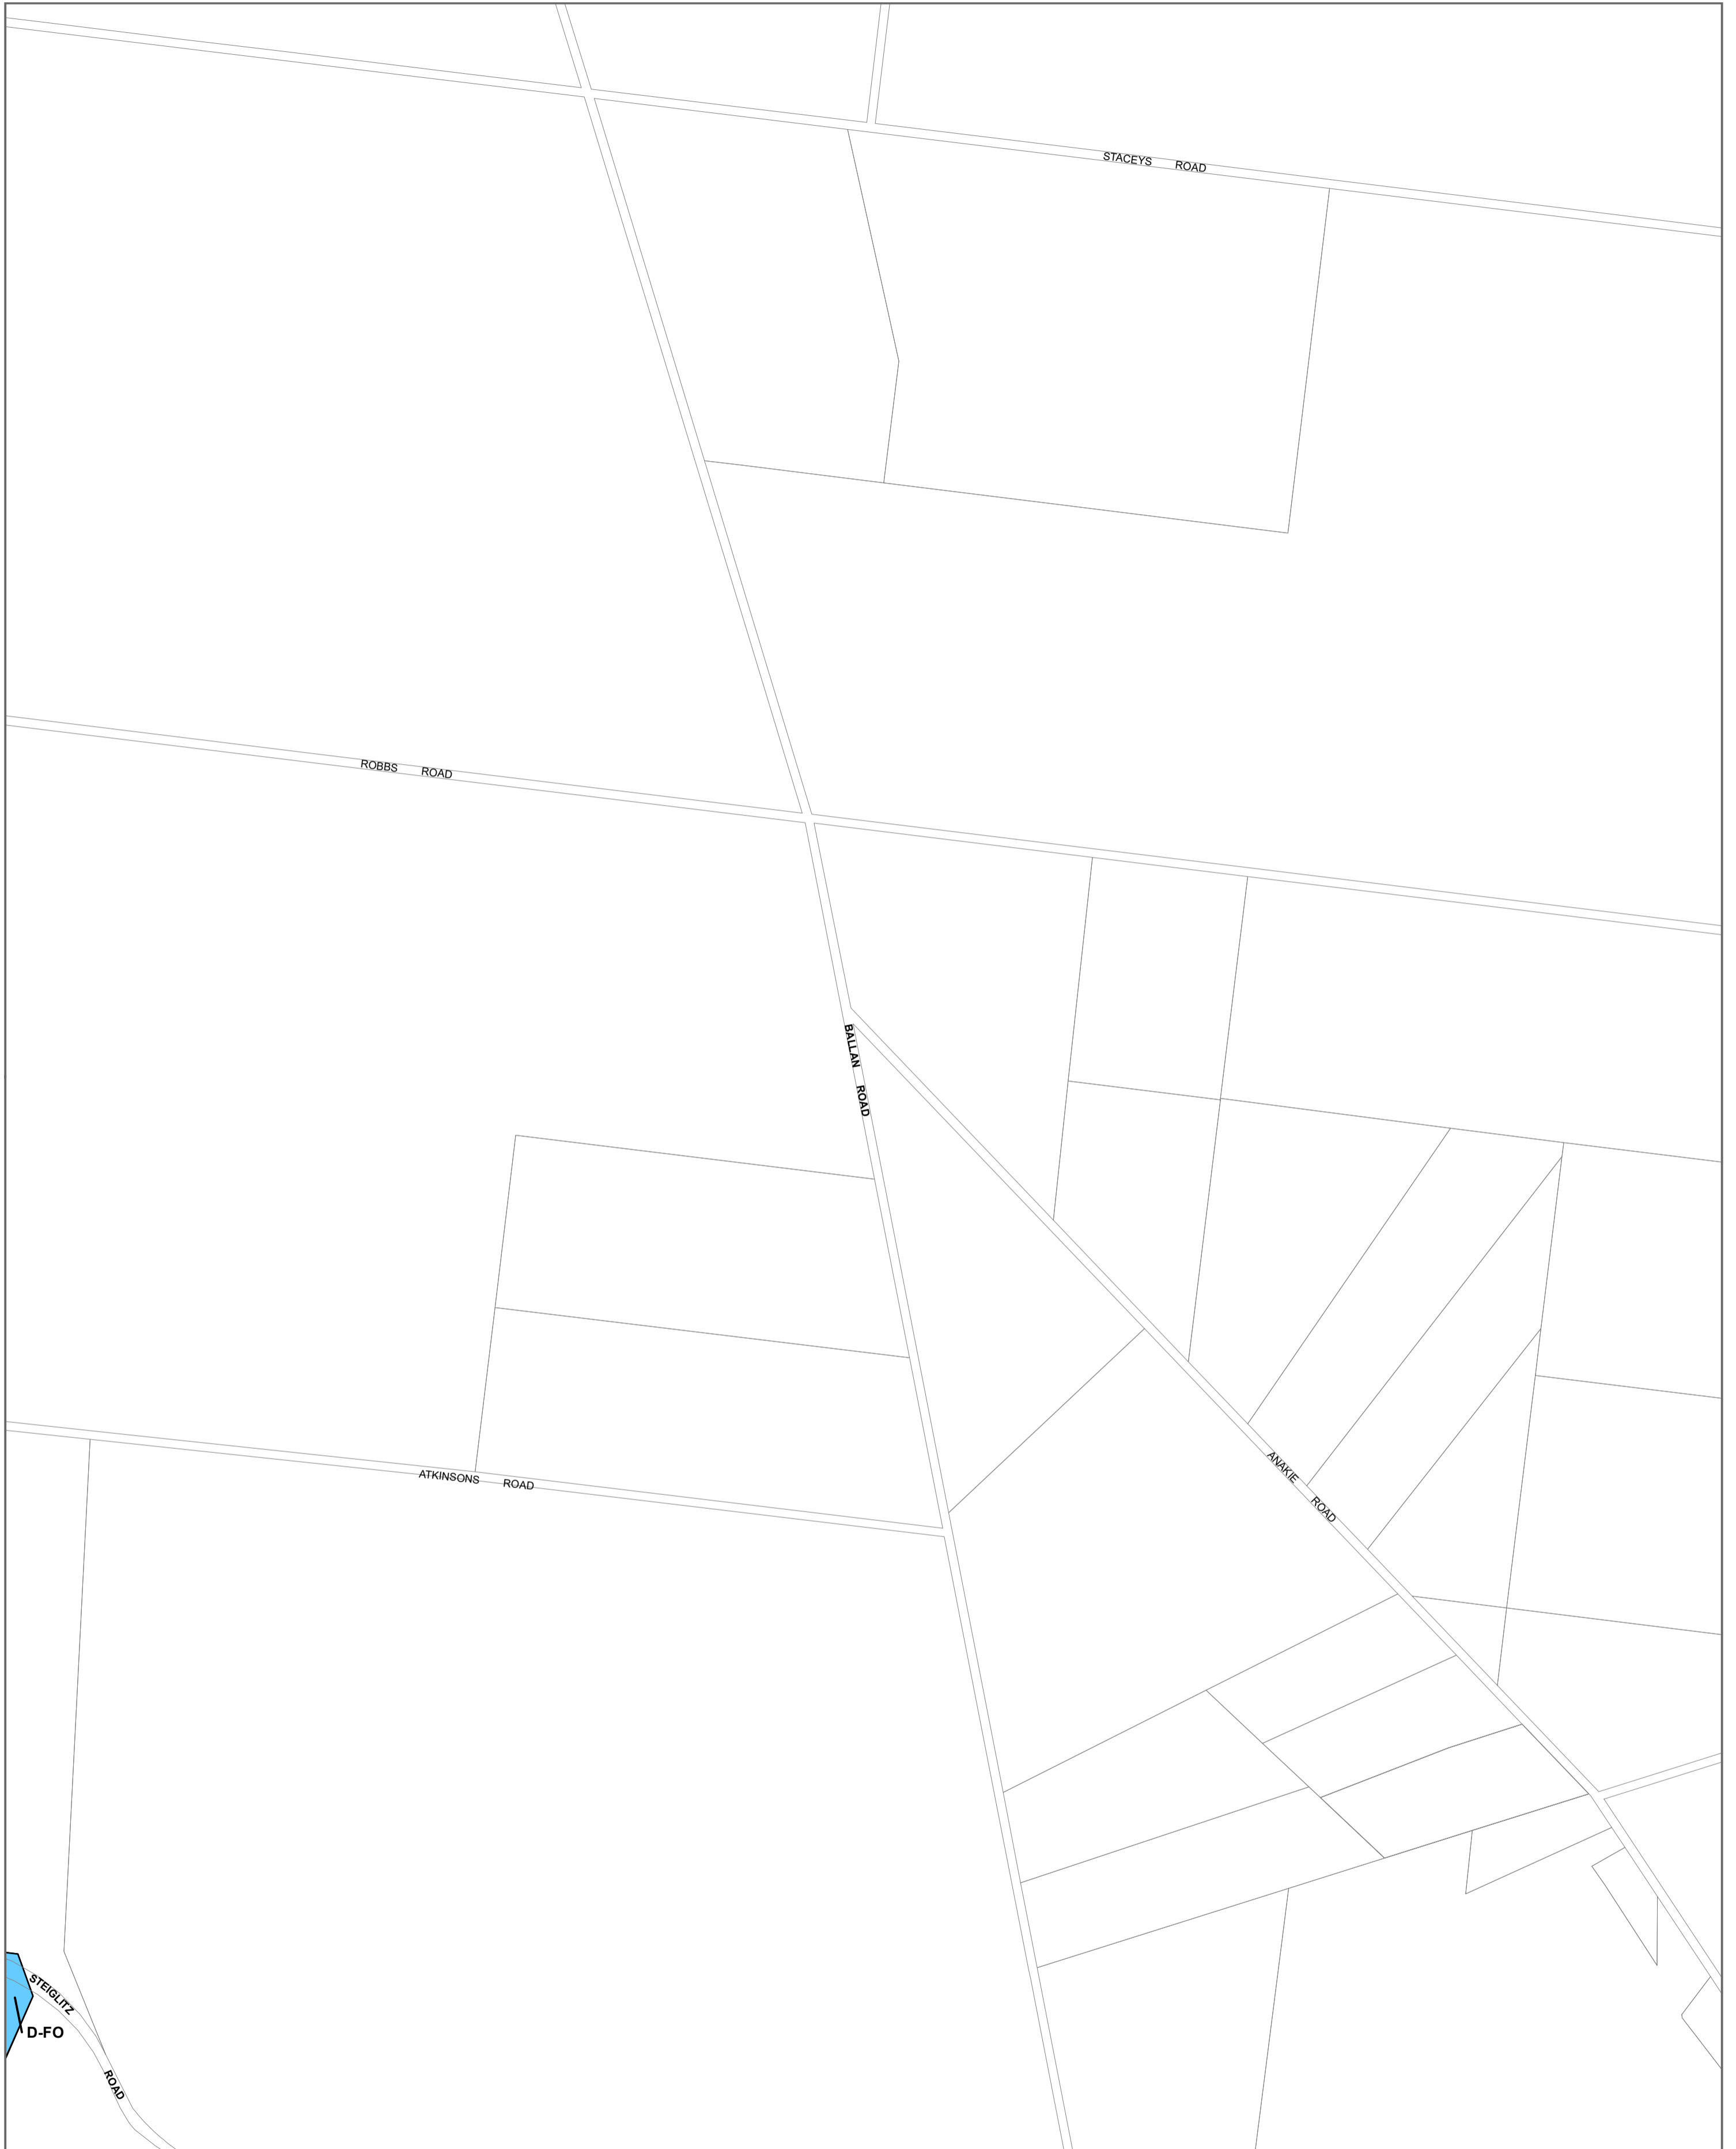 STACEYS ROAD
ROBBS ROAD
BALLAN ROAD
ANAKIE ROAD
ATKINSONS ROAD
STEIGLITZ ROAD
D-FO